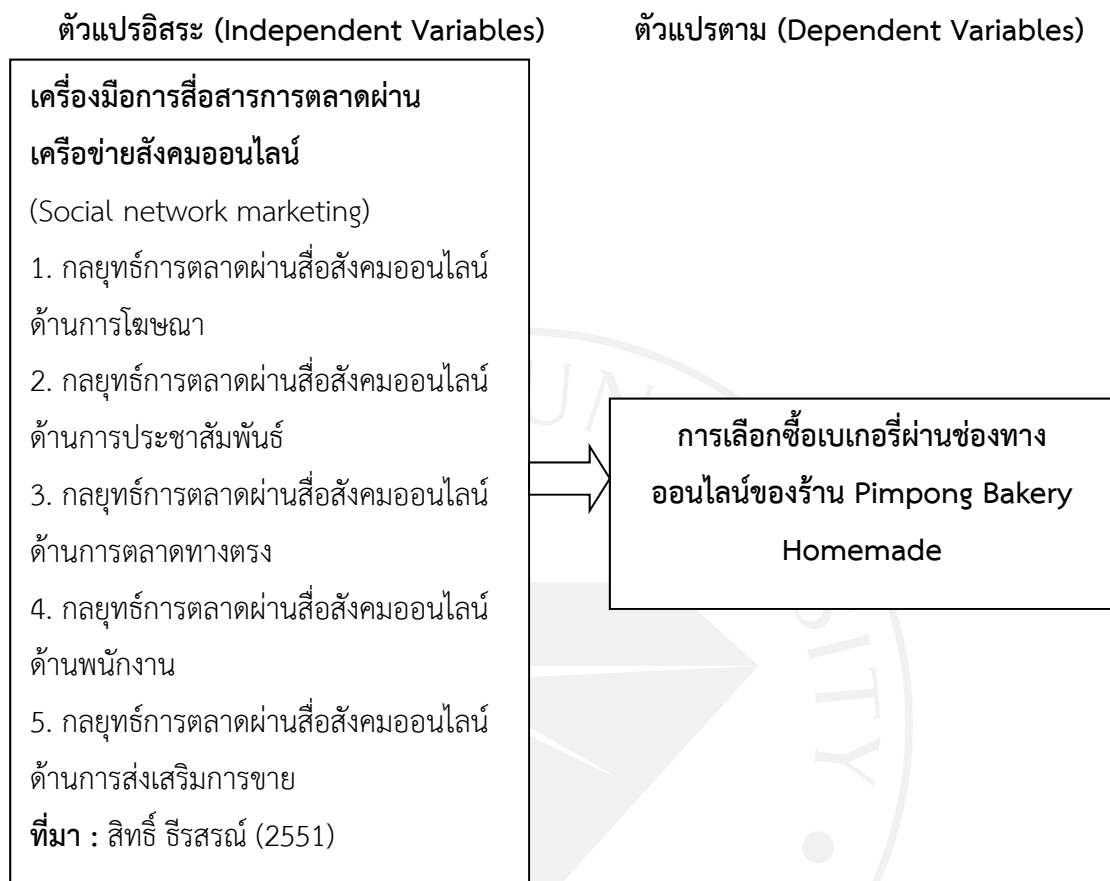 ตัวแปรอิสระ (Independent Variables) ตัวแปรตาม (Dependent Variables)
เครื่องมือการสื่อสารการตลาดผ่าน
เครือข่ายสังคมออนไลน์
(Social network marketing)
1. กลยุทธ์การตลาดผ่านสื่อสังคมออนไลน์
ด้านการโฆษณา
2. กลยุทธ์การตลาดผ่านสื่อสังคมออนไลน์
ด้านการประชาสัมพันธ์
3. กลยุทธ์การตลาดผ่านสื่อสังคมออนไลน์
ด้านการตลาดทางตรง
4. กลยุทธ์การตลาดผ่านสื่อสังคมออนไลน์
ด้านพนักงาน
5. กลยุทธ์การตลาดผ่านสื่อสังคมออนไลน์
ด้านการส่งเสริมการขาย
ที่มา : สิทธิ์ ธีรสรณ์ (2551)
การเลือกซื้อเบเกอรี่ผ่านช่องทาง
ออนไลน์ของร้าน Pimpong Bakery
Homemade